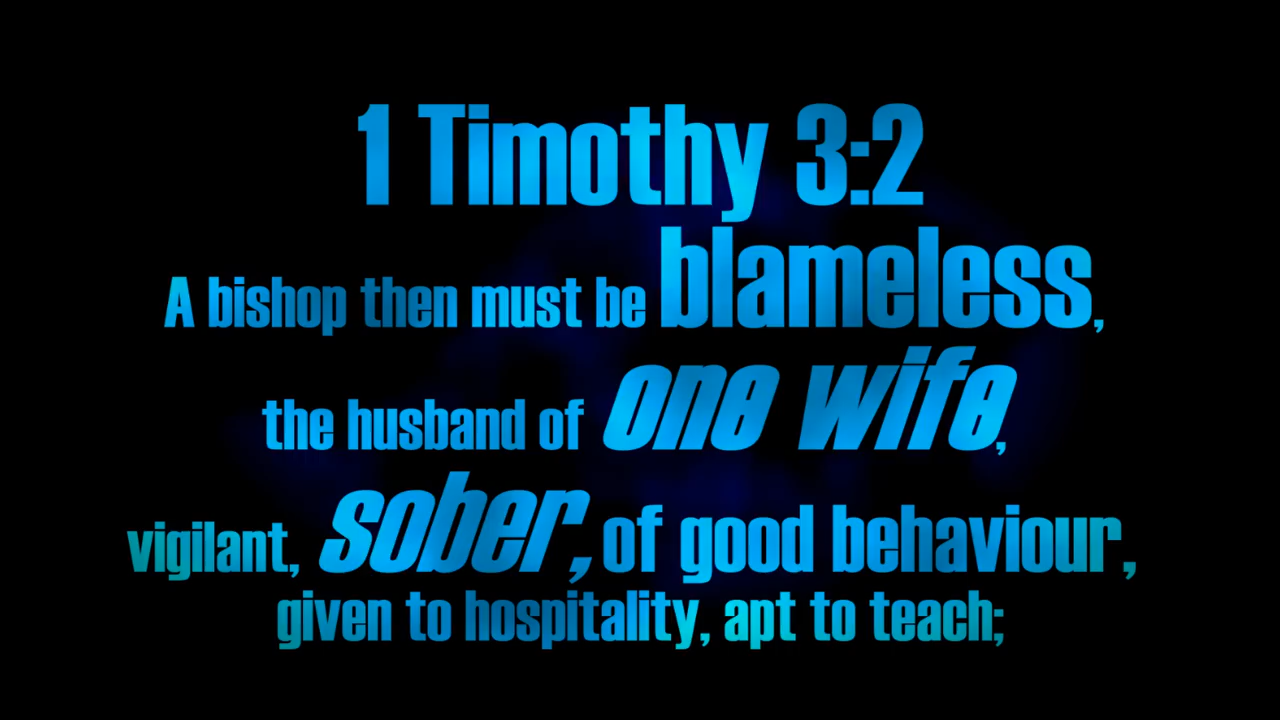 1 Timothy 3:2
A bishop then must be blameless,
the husband of one wife,
vigilant, sober, of good behaviour,
given to hospitality, apt to teach;